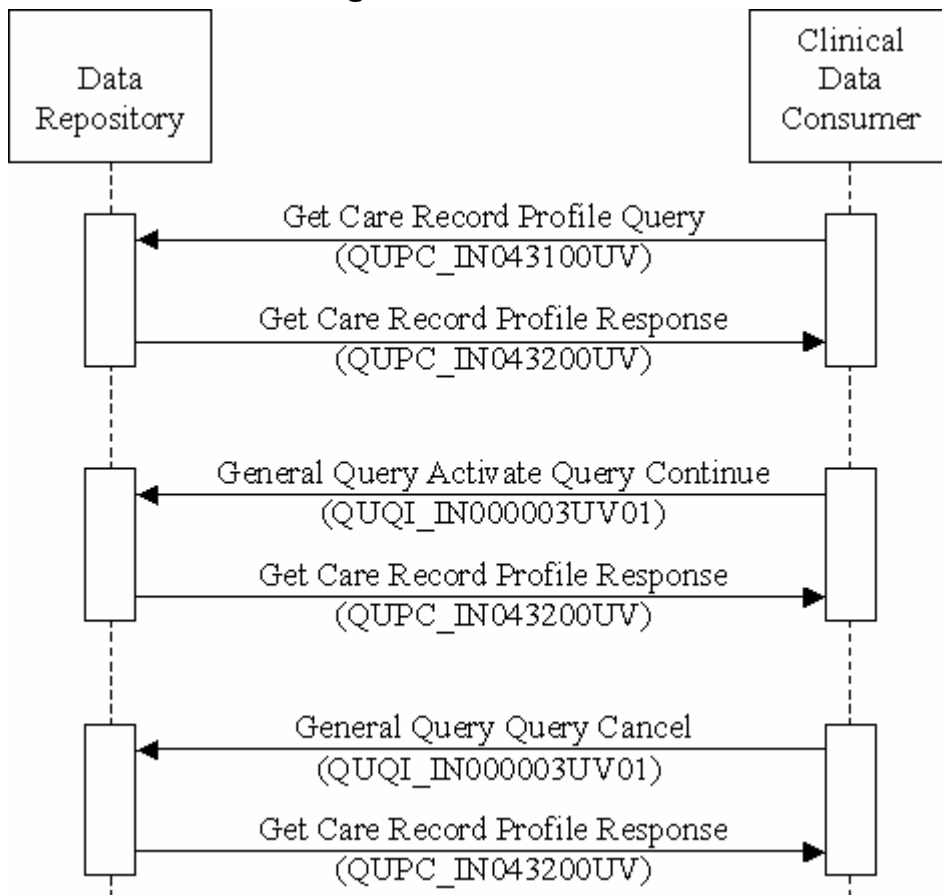 Data
Repository
Clinical
Data
Consumer
Get Care Record Profile Query
(QUPC_IN043100UV)
Get Care Record Profile Response
(QUPC_IN043200UV)
General Query Activate Query Continue
(QUQI_IN000003UV01)
Get Care Record Profile Response
(QUPC_IN043200UV)
General Query Query Cancel
(QUQI_IN000003UV01)
Get Care Record Profile Response
(QUPC_IN043200UV)